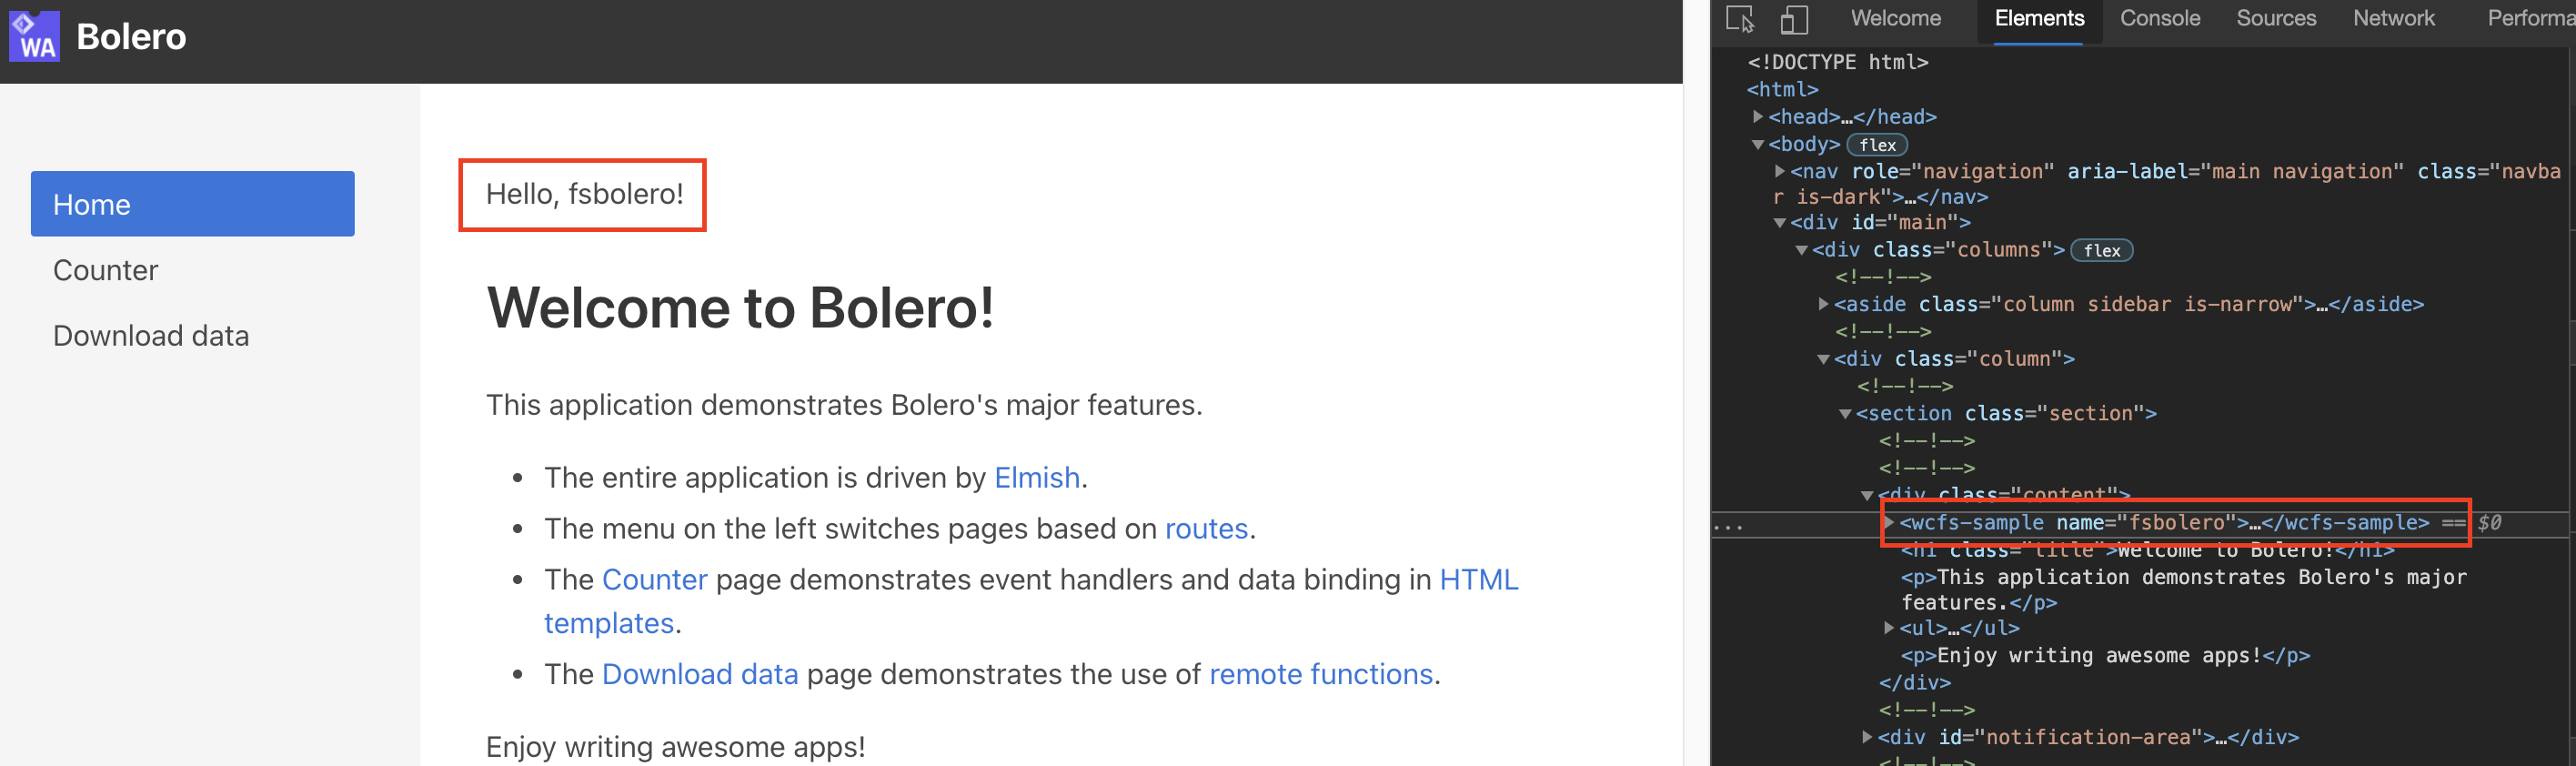 WA Bolero
Home
Counter
Download data
Hello, fsbolero!
Welcome to Bolero!
This application demonstrates Bolero's major features.
• The entire application is driven by Elmish.
• The menu on the left switches pages based on routes.
• The Counter page demonstrates event handlers and data binding in HTML
templates.
• The Download data page demonstrates the use of remote functions.
Enjoy writing awesome apps!
Welcome Elements Console Sources Network Performa
<!DOCTYPE html>
<html>
▶<head>…</head>
▼<body> flex
▶<nav role="navigation" aria-label="main navigation" class="navba
r is-dark">…</nav>
▼<div id="main">
▼<div class="columns"> flex
<!--!-->
▶<aside class="column sidebar is-narrow">…</aside>
<!--!-->
▼<div class="column">
<!--!-->
▼<section class="section">
<!--!-->
<!--!-->
▼<div class="content">
... ▶<wcfs-sample name="fsbolero">…</wcfs-sample> == $0
<h1 class="title">Welcome to Bolero!</h1>
<p>This application demonstrates Bolero's major
features.</p>
▶<ul>…</ul>
<p>Enjoy writing awesome apps!</p>
</div>
<!--!-->
▶<div id="notification-area">…</div>
<!--!-->